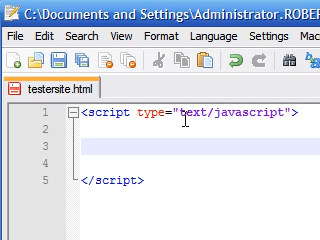 C:\Documents and Settings\Administrator.ROBER
File Edit Search View Format Language Settings Mac
testersite.html
1 <script type="text/javascript">
2
3
4
5 </script>